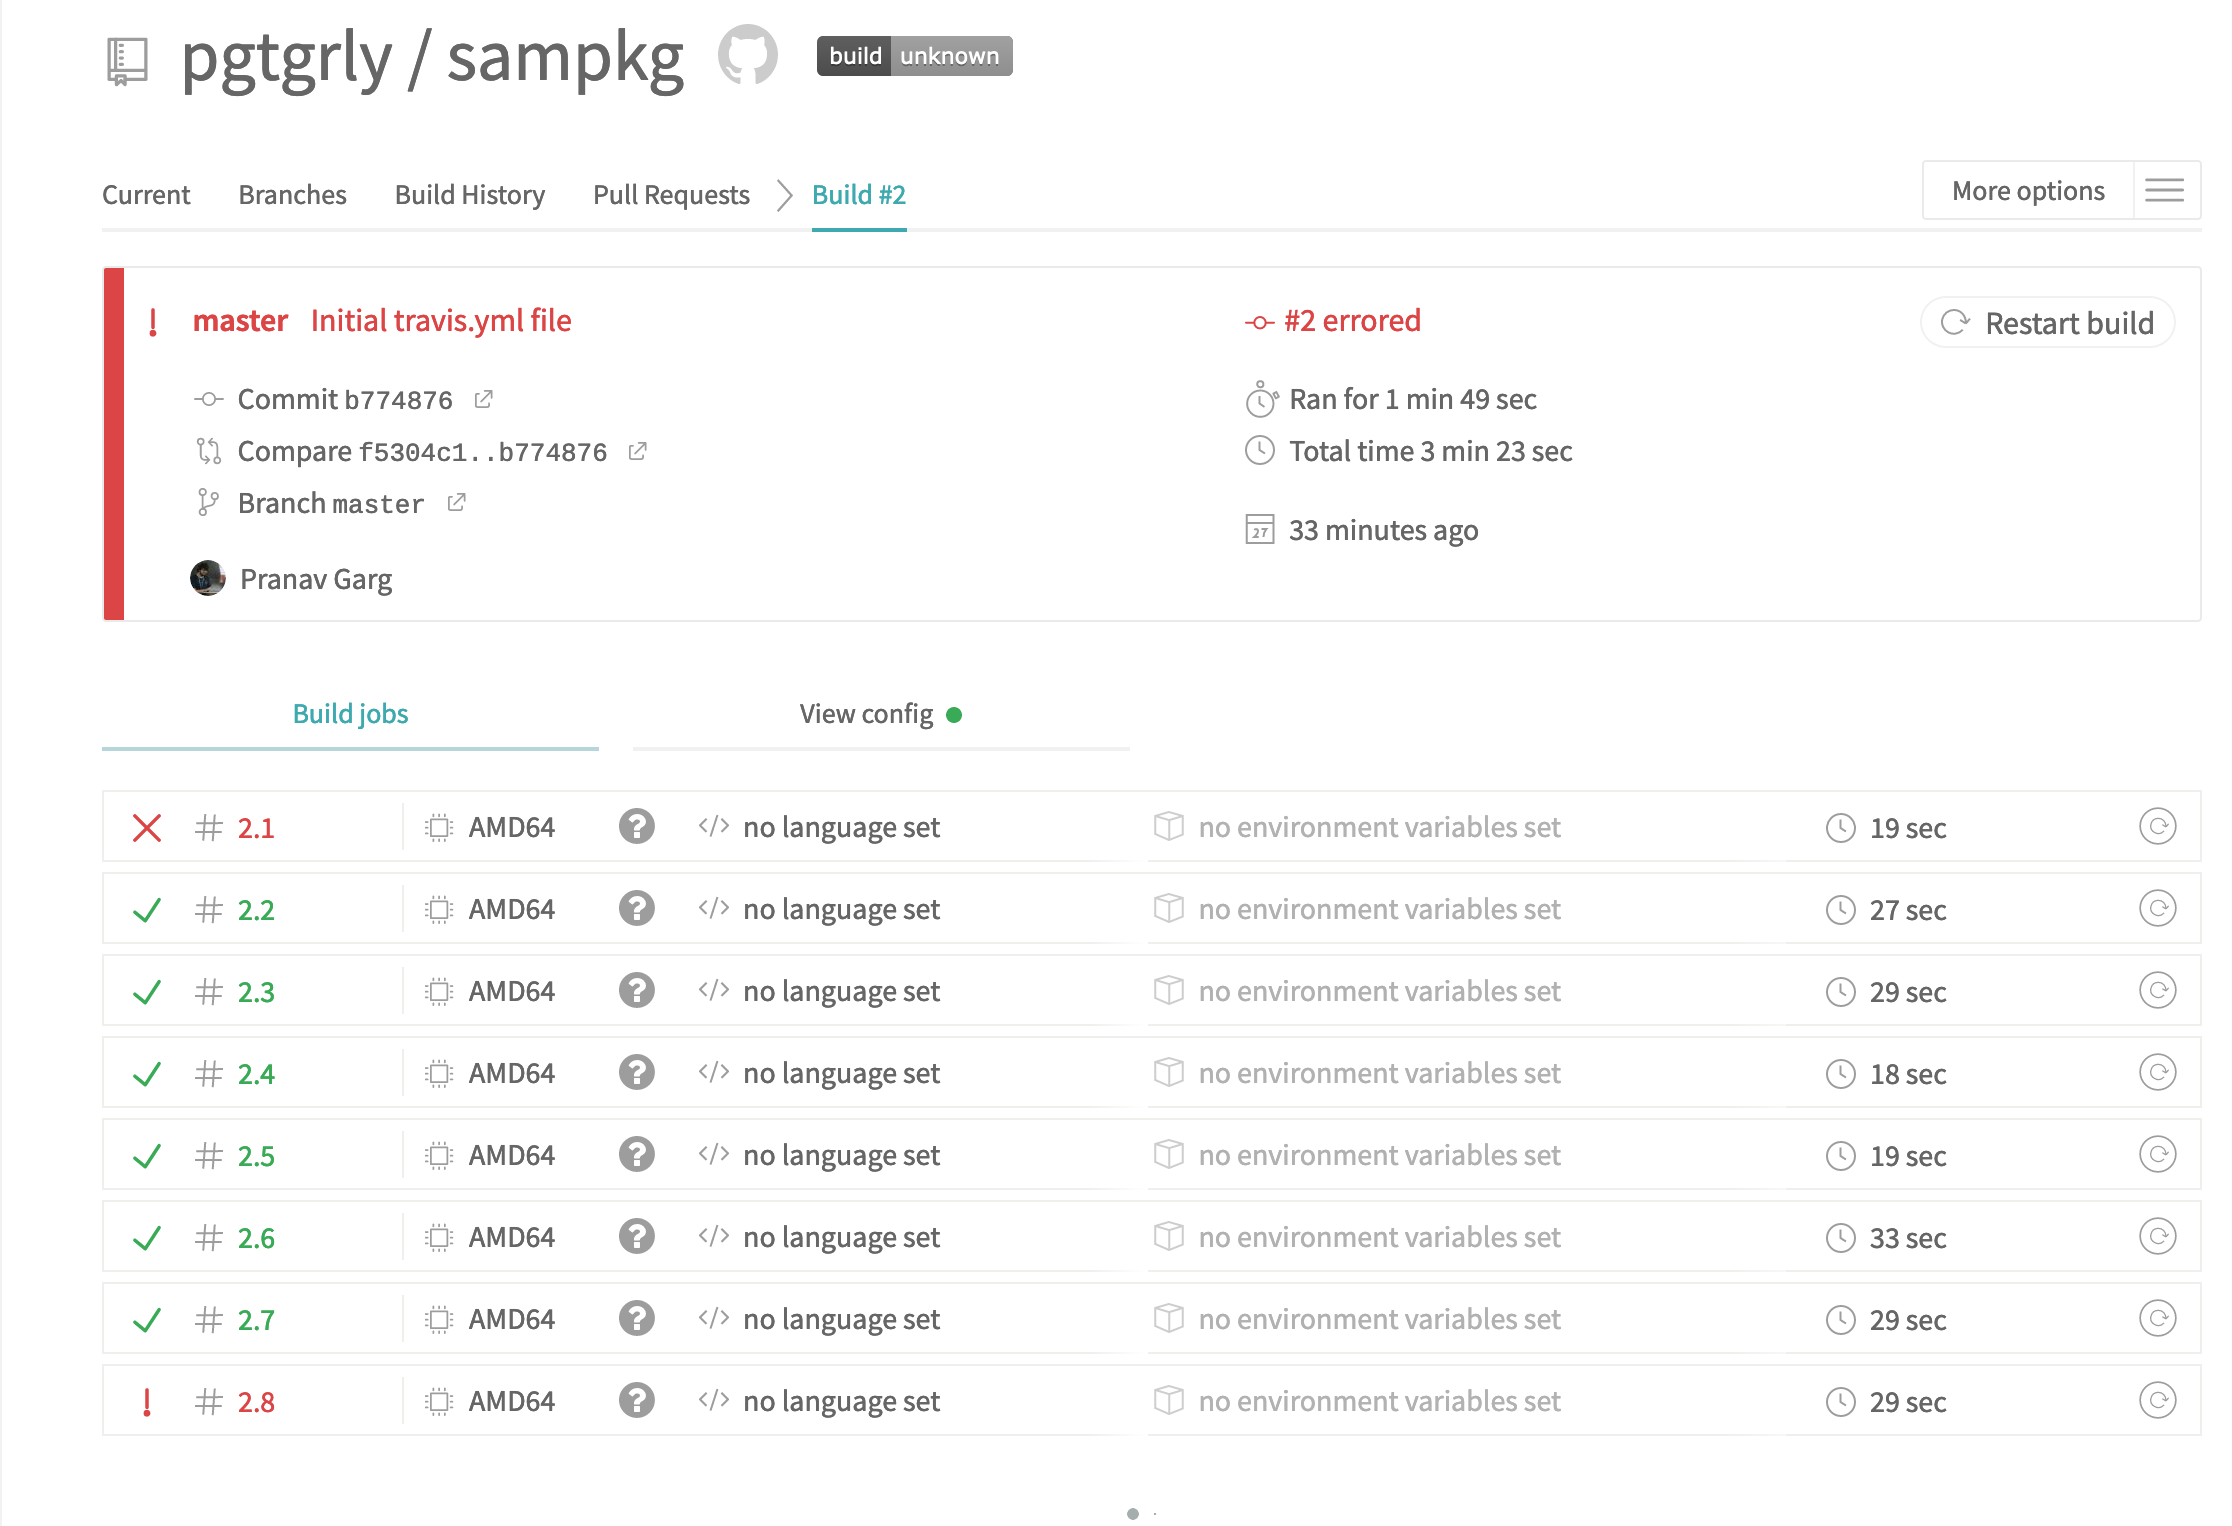 pgtgrly / sampkg
build unknown
Current Branches Build History Pull Requests Build #2
More options
master Initial travis.yml file
#2 errored
Restart build
Commit b774876
Ran for 1 min 49 sec
Compare f5304c1..b774876
Total time 3 min 23 sec
Branch master
27 33 minutes ago
Pranav Garg
Build jobs View config
# 2.1 AMD64 ? </> no language set no environment variables set 19 sec
# 2.2 AMD64 ? </> no language set no environment variables set 27 sec
# 2.3 AMD64 ? </> no language set no environment variables set 29 sec
# 2.4 AMD64 ? </> no language set no environment variables set 18 sec
# 2.5 AMD64 ? </> no language set no environment variables set 19 sec
# 2.6 AMD64 ? </> no language set no environment variables set 33 sec
# 2.7 AMD64 ? </> no language set no environment variables set 29 sec
! # 2.8 AMD64 ? </> no language set no environment variables set 29 sec